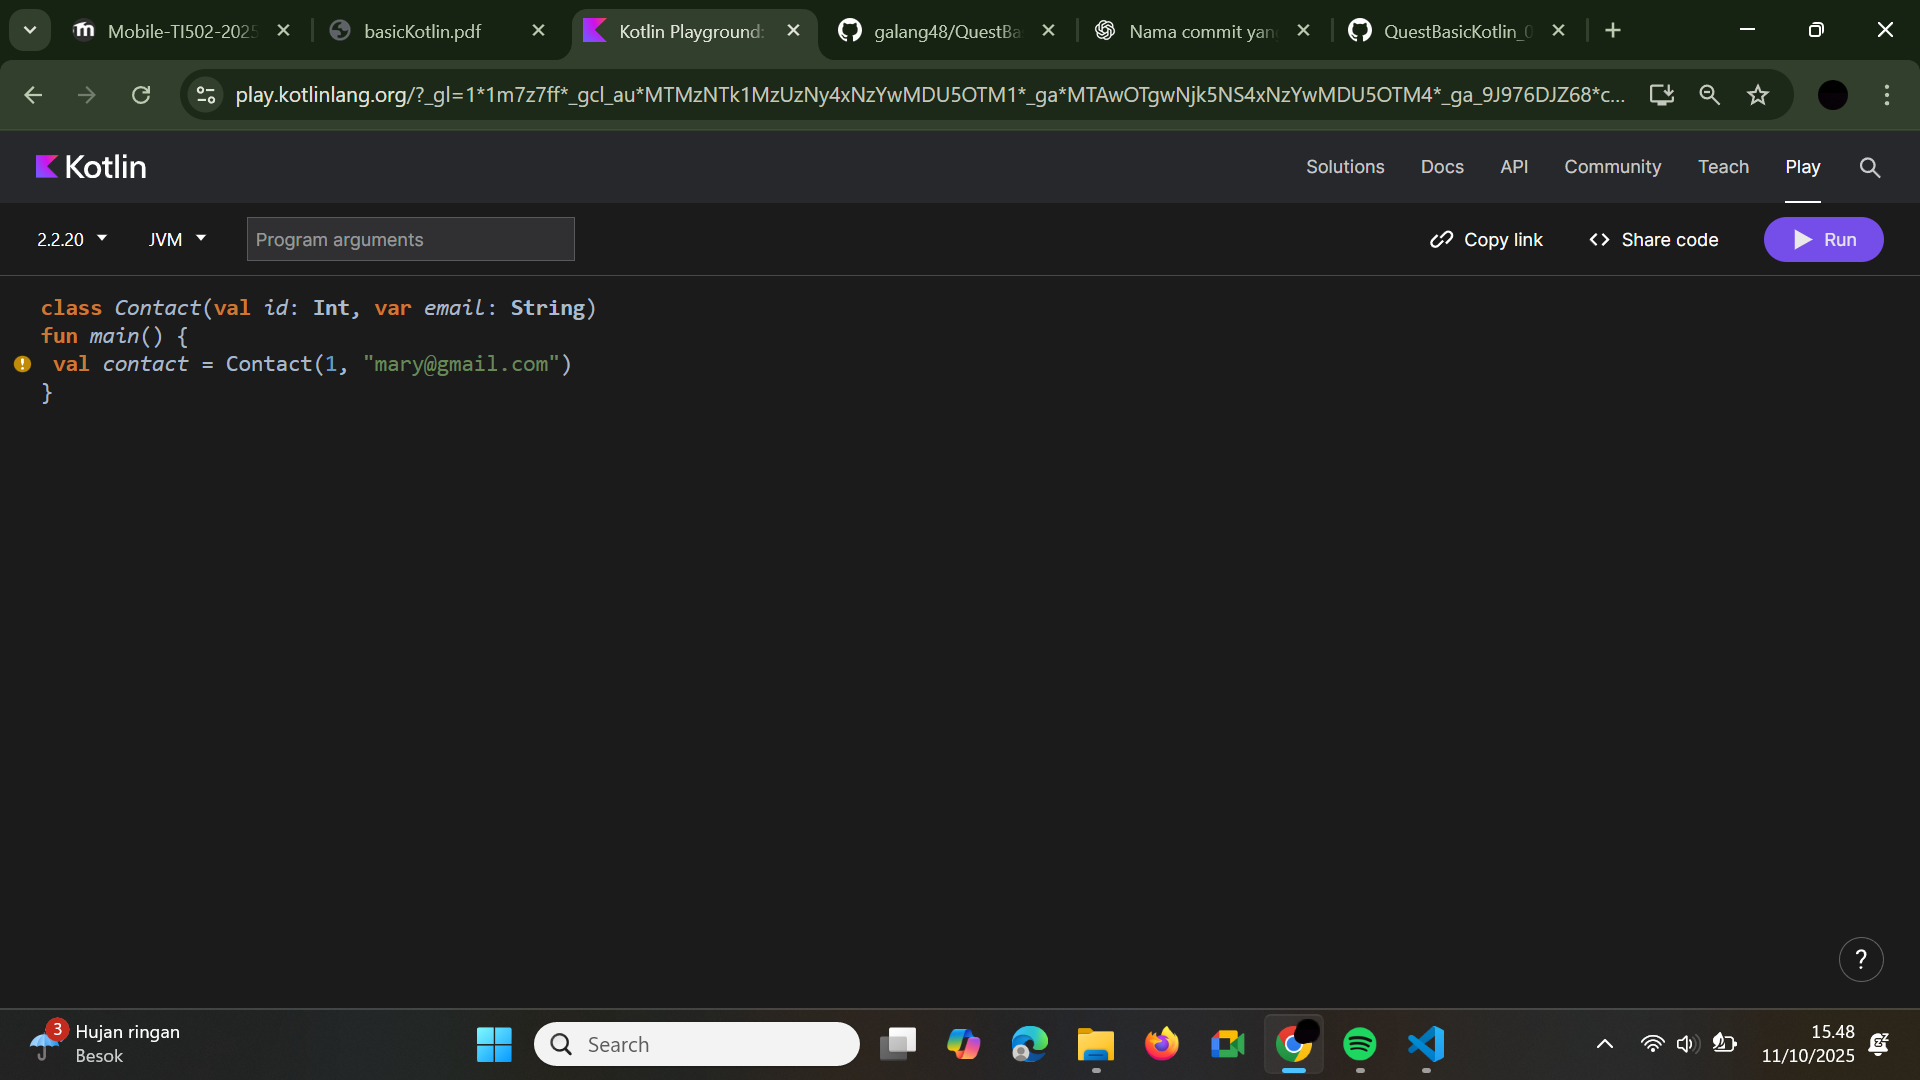 Mobile-TI502-2025
basicKotlin.pdf
Kotlin Playground:
galang48/QuestBa
Nama commit yan
QuestBasicKotlin_0
play.kotlinlang.org/?_gl=1*1m7z7ff*_gcl_au*MTMzNTk1MzUzNy4xNzYwMDU5OTM1*_ga*MTAwOTgwNjk5NS4xNzYwMDU5OTM4*_ga_9J976DJZ68*c...
Kotlin
Solutions
Docs
API
Community
Teach
Play
2.2.20
JVM
Program arguments
Copy link
Share code
Run
class Contact(val id: Int, var email: String)
fun main() {
val contact = Contact(1, "mary@gmail.com")
}
?
3
Hujan ringan
Besok
Search
15.48
11/10/2025